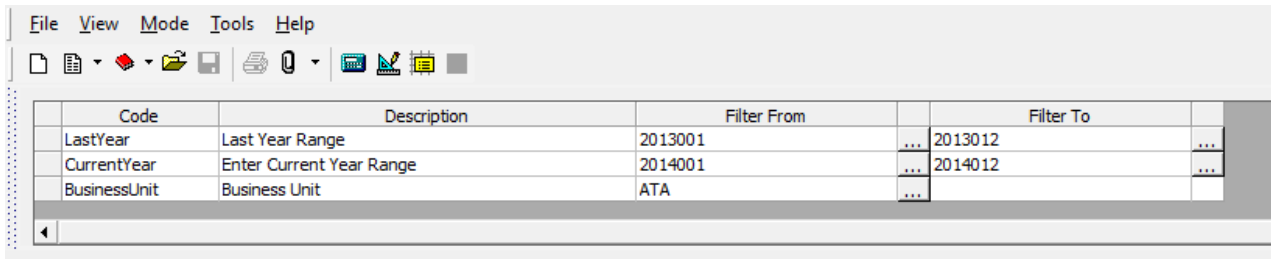 File View Mode Tools Help
Code Description Filter From Filter To
LastYear Last Year Range 2013001 ... 2013012 ...
CurrentYear Enter Current Year Range 2014001 ... 2014012 ...
BusinessUnit Business Unit ATA ...